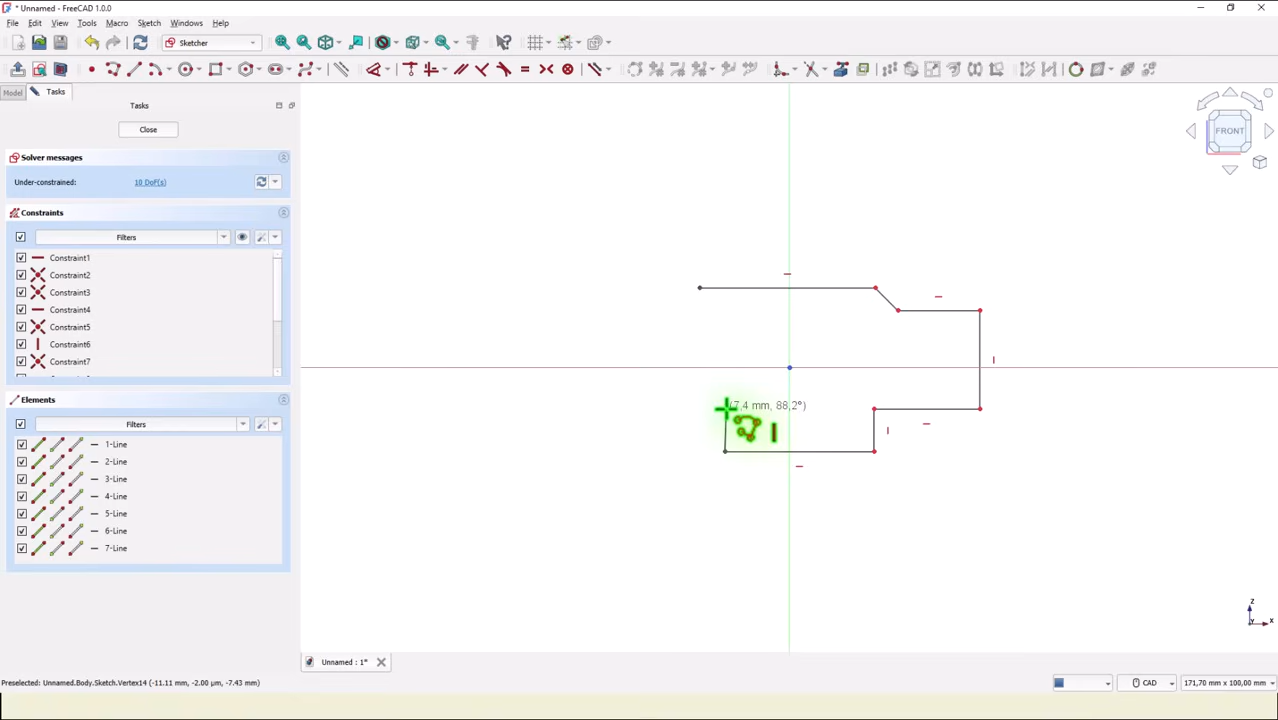 * Unnamed - FreeCAD 1.0.0
File Edit View Tools Macro Sketch Windows Help
Sketcher
Model Tasks
Tasks
Close
Solver messages
Under-constrained: 10 DoF(s)
Constraints
Filters
Constraint1
Constraint2
Constraint3
Constraint4
Constraint5
Constraint6
Constraint7
Elements
Filters
1-Line
2-Line
3-Line
4-Line
5-Line
6-Line
7-Line
FRONT
(7,4 mm, 88,2°)
Z
Y
X
Unnamed : 1*
Preselected: Unnamed.Body.Sketch.Vertex14 (-11.11 mm, -2.00 µm, -7.43 mm)
CAD
171,70 mm x 100,00 mm